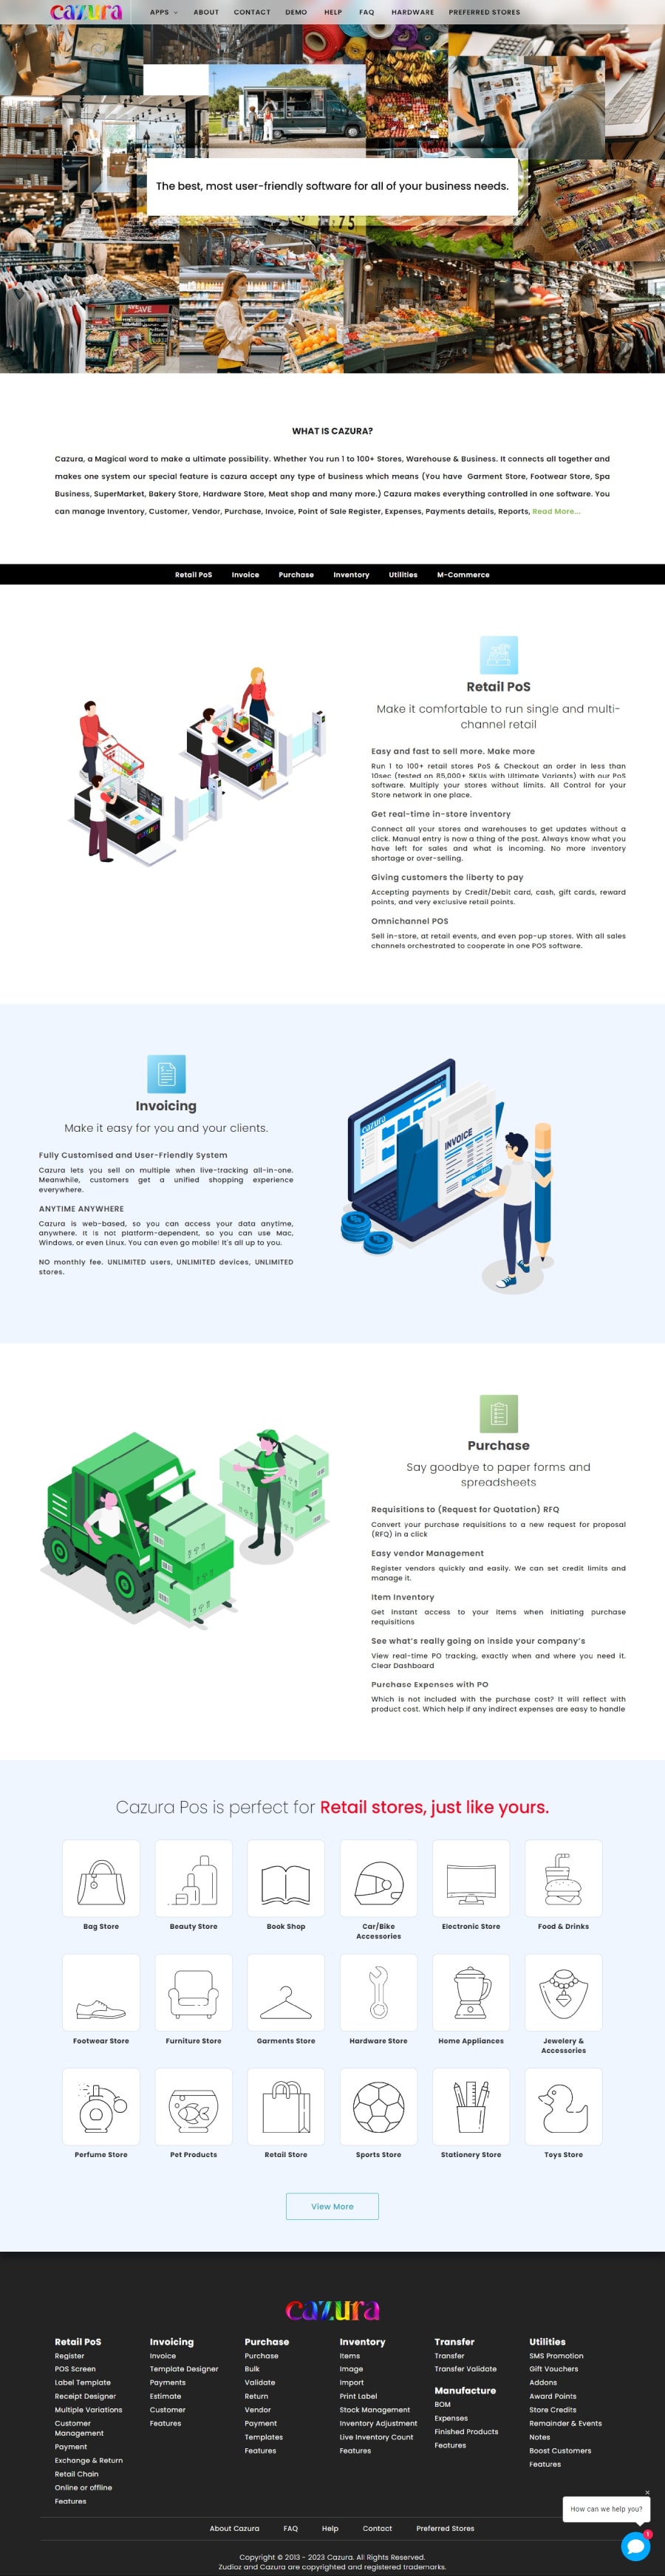 cazura
APPS ABOUT CONTACT DEMO HELP FAQ HARDWARE PREFERRED STORES
The best, most user-friendly software for all of your business needs.
WHAT IS CAZURA?
Cazura, a Magical word to make a ultimate possibility. Whether You run 1 to 100+ Stores, Warehouse & Business. It connects all together and
makes one system our special feature is cazura accept any type of business which means (You have Garment Store, Footwear Store, Spa
Business, SuperMarket, Bakery Store, Hardware Store, Meat shop and many more.) Cazura makes everything controlled in one software. You
can manage Inventory, Customer, Vendor, Purchase, Invoice, Point of Sale Register, Expenses, Payments details, Reports, Read More...
Retail PoS Invoice Purchase Inventory Utilities M-Commerce
Retail PoS
Make it comfortable to run single and multi-
channel retail
Easy and fast to sell more. Make more
Run 1 to 100+ retail stores PoS & Checkout an order in less than
10sec (tested on 85,000+ SKUs with Ultimate Variants) with our PoS
software. Multiply your stores without limits. All Control for your
Store network in one place.
Get real-time in-store inventory
Connect all your stores and warehouses to get updates without a
click. Manual entry is now a thing of the past. Always know what you
have left for sales and what is incoming. No more inventory
shortage or over-selling.
Giving customers the liberty to pay
Accepting payments by Credit/Debit card, cash, gift cards, reward
points, and very exclusive retail points.
Omnichannel POS
Sell in-store, at retail events, and even pop-up stores. With all sales
channels orchestrated to cooperate in one POS software.
Invoicing
Make it easy for you and your clients.
Fully Customised and User-Friendly System
Cazura lets you sell on multiple when live-tracking all-in-one.
Meanwhile, customers get a unified shopping experience
everywhere.
ANYTIME ANYWHERE
Cazura is web-based, so you can access your data anytime,
anywhere. It is not platform-dependent, so you can use Mac,
Windows, or even Linux. You can even go mobile! It's all up to you.
NO monthly fee. UNLIMITED users, UNLIMITED devices, UNLIMITED
stores.
cazura
INVOICE
Purchase
Say goodbye to paper forms and
spreadsheets
Requisitions to (Request for Quotation) RFQ
Convert your purchase requisitions to a new request for proposal
(RFQ) in a click
Easy vendor Management
Register vendors quickly and easily. We can set credit limits and
manage it.
Item Inventory
Get Instant access to your items when Initiating purchase
requisitions
See what's really going on inside your company's
View real-time PO tracking, exactly when and where you need it.
Clear Dashboard
Purchase Expenses with PO
Which is not included with the purchase cost? It will reflect with
product cost. Which help if any indirect expenses are easy to handle
Cazura Pos is perfect for Retail stores, just like yours.
Bag Store Beauty Store Book Shop Car/Bike Accessories Electronic Store Food & Drinks
Footwear Store Furniture Store Garments Store Hardware Store Home Appliances Jewelery & Accessories
Perfume Store Pet Products Retail Store Sports Store Stationery Store Toys Store
View More
cazura
Retail PoS
Register
POS Screen
Label Template
Receipt Designer
Multiple Variations
Customer
Management
Payment
Exchange & Return
Retail Chain
Online or offline
Features
Invoicing
Invoice
Template Designer
Payments
Estimate
Customer
Features
Purchase
Purchase
Bulk
Validate
Return
Vendor
Payment
Templates
Features
Inventory
Items
Image
Import
Print Label
Stock Management
Inventory Adjustment
Live Inventory Count
Features
Transfer
Transfer
Transfer Validate
Manufacture
BOM
Expenses
Finished Products
Features
Utilities
SMS Promotion
Gift Vouchers
Addons
Award Points
Store Credits
Remainder & Events
Notes
Boost Customers
Features
How can we help you?
1
About Cazura FAQ Help Contact Preferred Stores
Copyright © 2013 - 2023 Cazura. All Rights Reserved.
Zudioz and Cazura are copyrighted and registered trademarks.